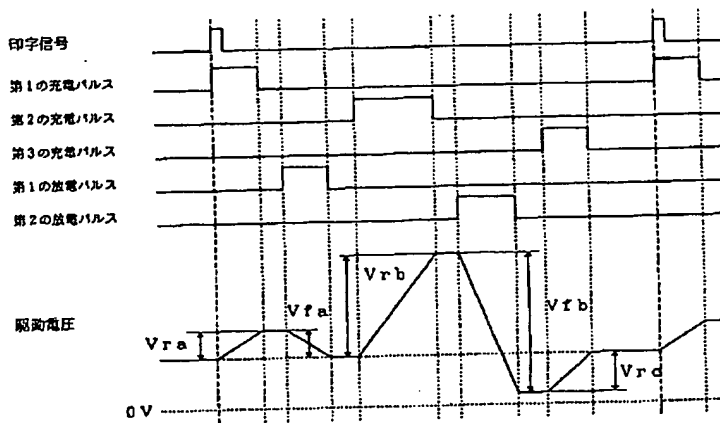 印字信号
第1の充電パルス
第2の充電パルス
第3の充電パルス
第1の放電パルス
第2の放電パルス
駆動電圧
Vra
Vfa
Vrb
Vfb
Vrc
0V